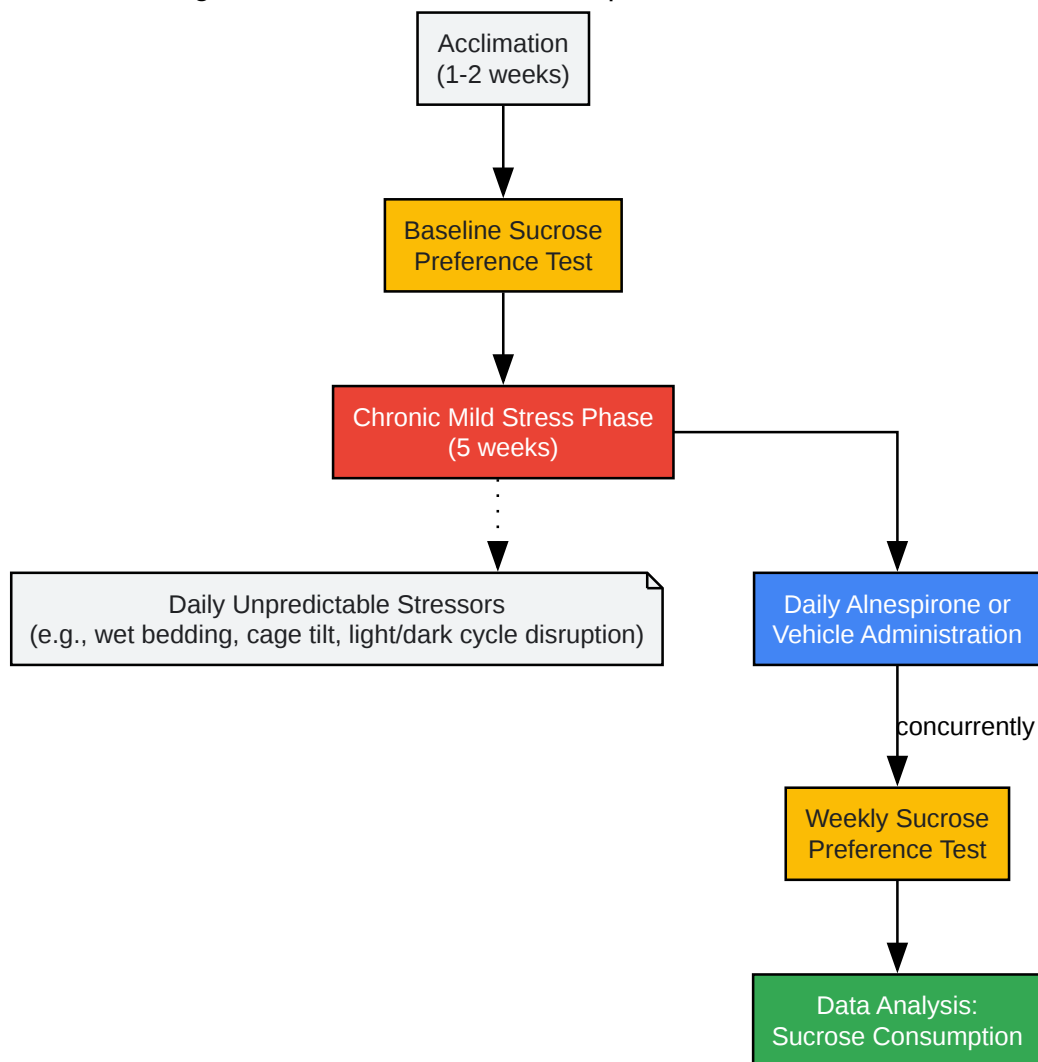 Acclimation
(1-2 weeks)
Baseline Sucrose
Preference Test
Chronic Mild Stress Phase
(5 weeks)
Daily Unpredictable Stressors
(e.g., wet bedding, cage tilt, light/dark cycle disruption)
Daily Alnespirone or
Vehicle Administration
concurrently
Weekly Sucrose
Preference Test
Data Analysis:
Sucrose Consumption